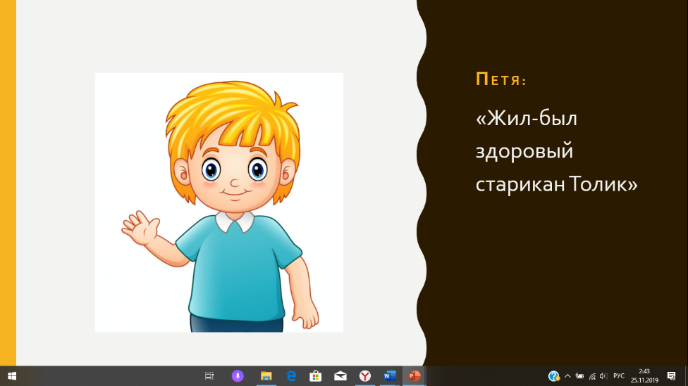 Петя:
«Жил-был
здоровый
старикан Толик»
РУС
2:43
25.11.2019